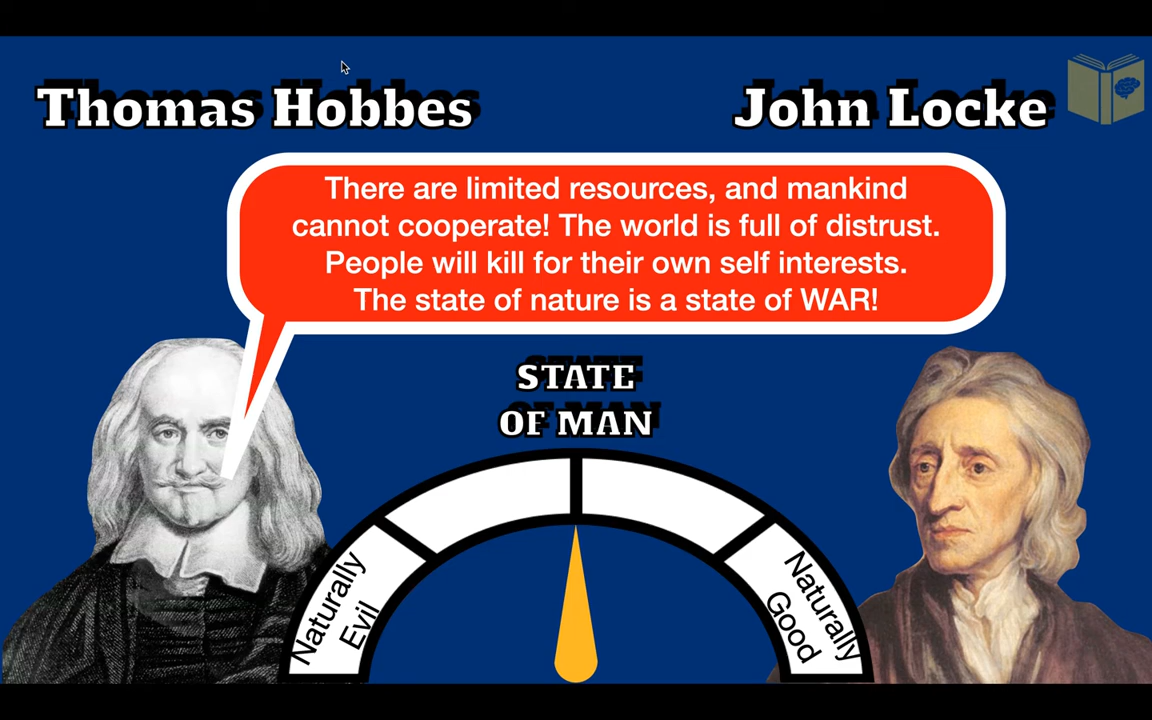 Thomas Hobbes
John Locke
There are limited resources, and mankind
cannot cooperate! The world is full of distrust.
People will kill for their own self interests.
The state of nature is a state of WAR!
STATE
OF MAN
Naturally
Evil
Naturally
Good